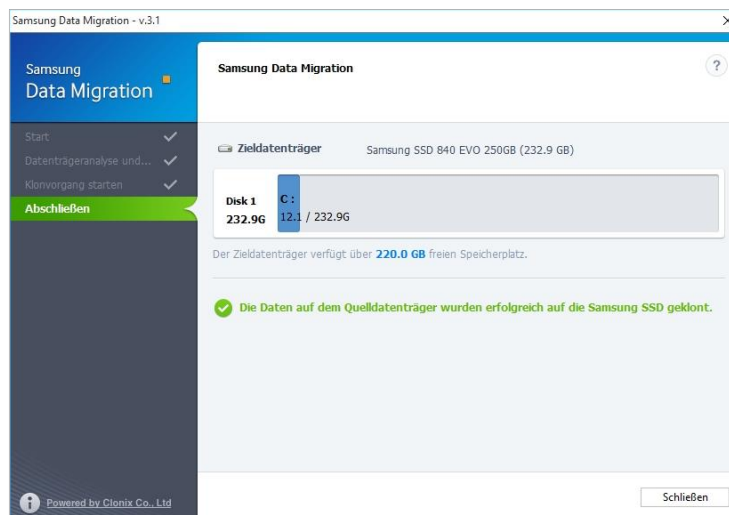 Samsung Data Migration - v.3.1
Samsung
Data Migration
Start
Datenträgeranalyse und...
Klonvorgang starten
Abschließen
Powered by Clonix Co., Ltd
Samsung Data Migration
?
Zieldatenträger Samsung SSD 840 EVO 250GB (232.9 GB)
Disk 1
232.9G
C :
12.1 / 232.9G
Der Zieldatenträger verfügt über 220.0 GB freien Speicherplatz.
Die Daten auf dem Quelldatenträger wurden erfolgreich auf die Samsung SSD geklont.
Schließen